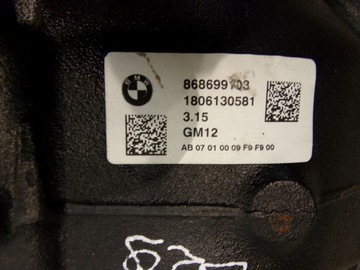 BMW
868699103
1806130581
3.15
GM12
AB 07 01 00 09 F9 F9 00